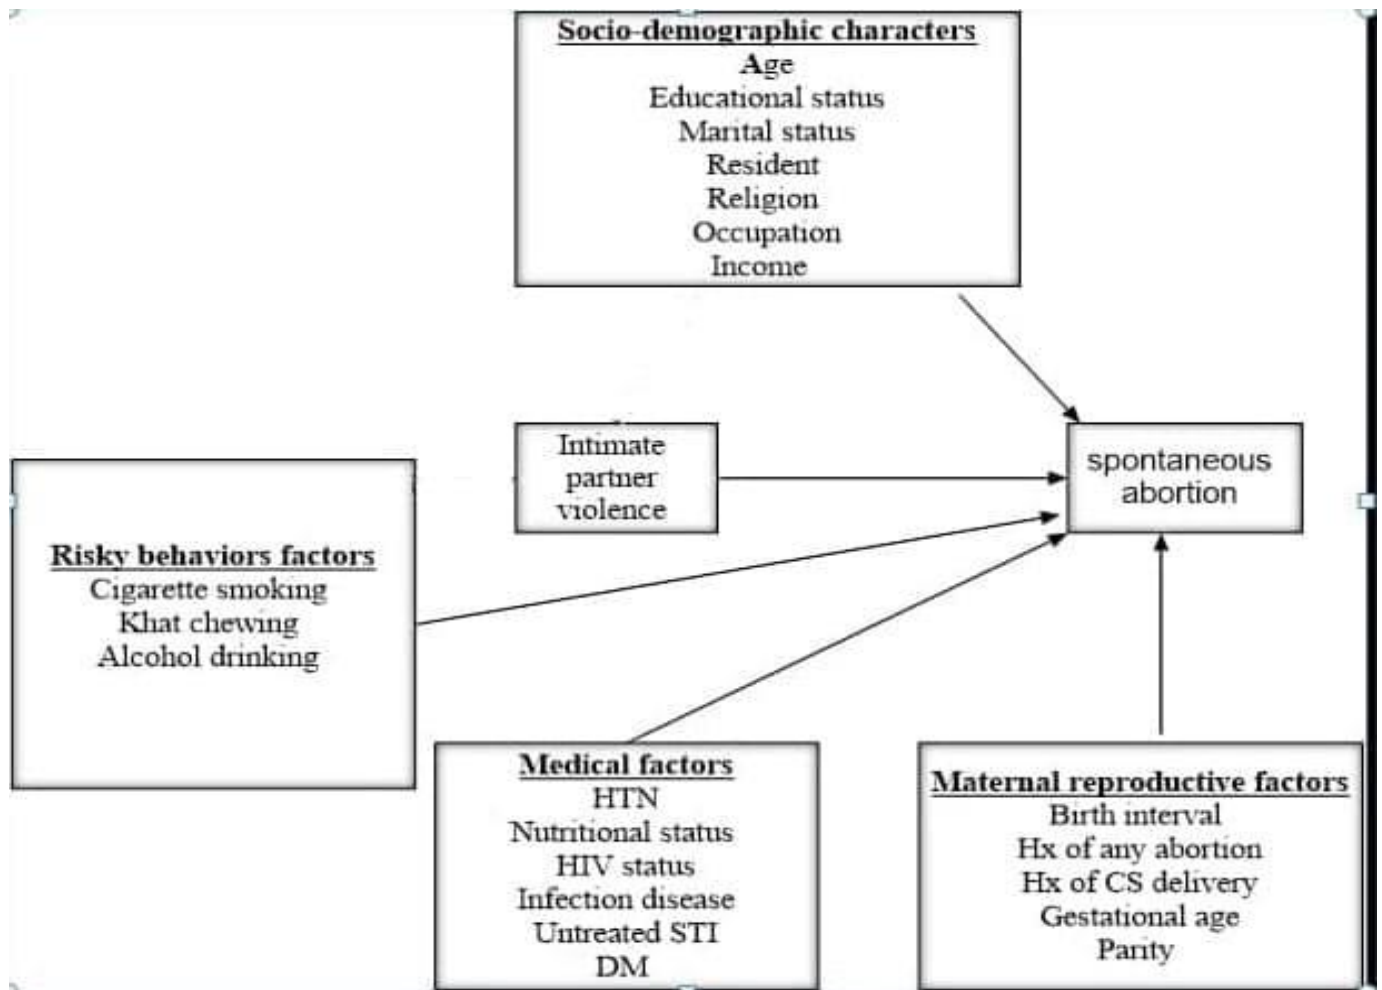 Socio-demographic characters
Age
Educational status
Marital status
Resident
Religion
Occupation
Income
Intimate
partner
violence
spontaneous
abortion
Risky behaviors factors
Cigarette smoking
Khat chewing
Alcohol drinking
Medical factors
HTN
Nutritional status
HIV status
Infection disease
Untreated STI
DM
Maternal reproductive factors
Birth interval
Hx of any abortion
Hx of CS delivery
Gestational age
Parity